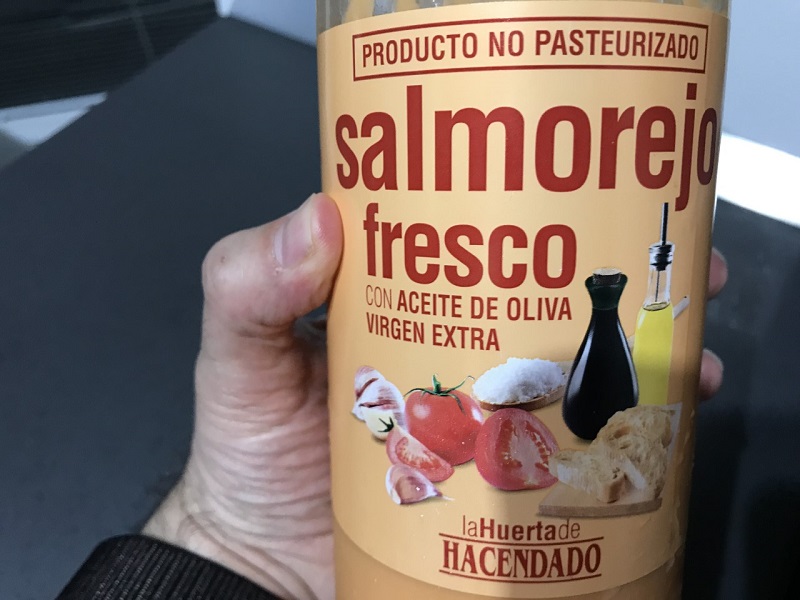 PRODUCTO NO PASTEURIZADO
salmorejo
fresco
CON ACEITE DE OLIVA
VIRGEN EXTRA
laHuertade
HACENDADO